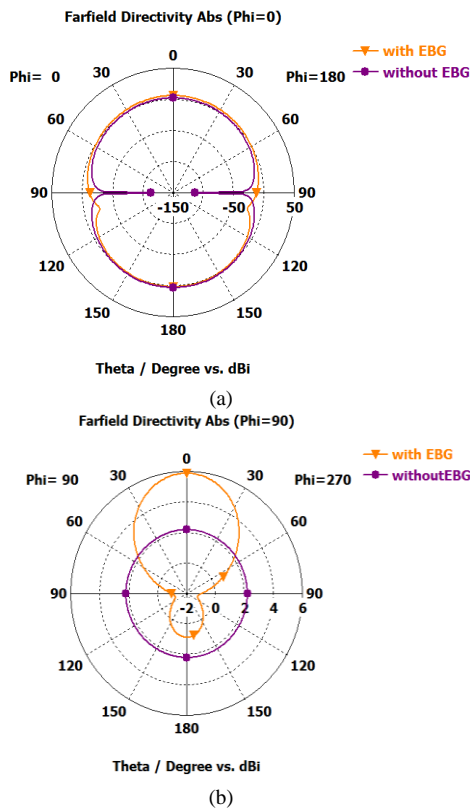 Farfield Directivity Abs (Phi=0)
with EBG
without EBG
Phi= 0
30
0
30
Phi=180
60
60
90
-150
-50
50
90
120
120
150
150
180
Theta / Degree vs. dBi
(a)
Farfield Directivity Abs (Phi=90)
with EBG
withoutEBG
Phi= 90
30
0
30
Phi=270
60
60
90
-2
0
2
4
6
90
120
120
150
150
180
Theta / Degree vs. dBi
(b)